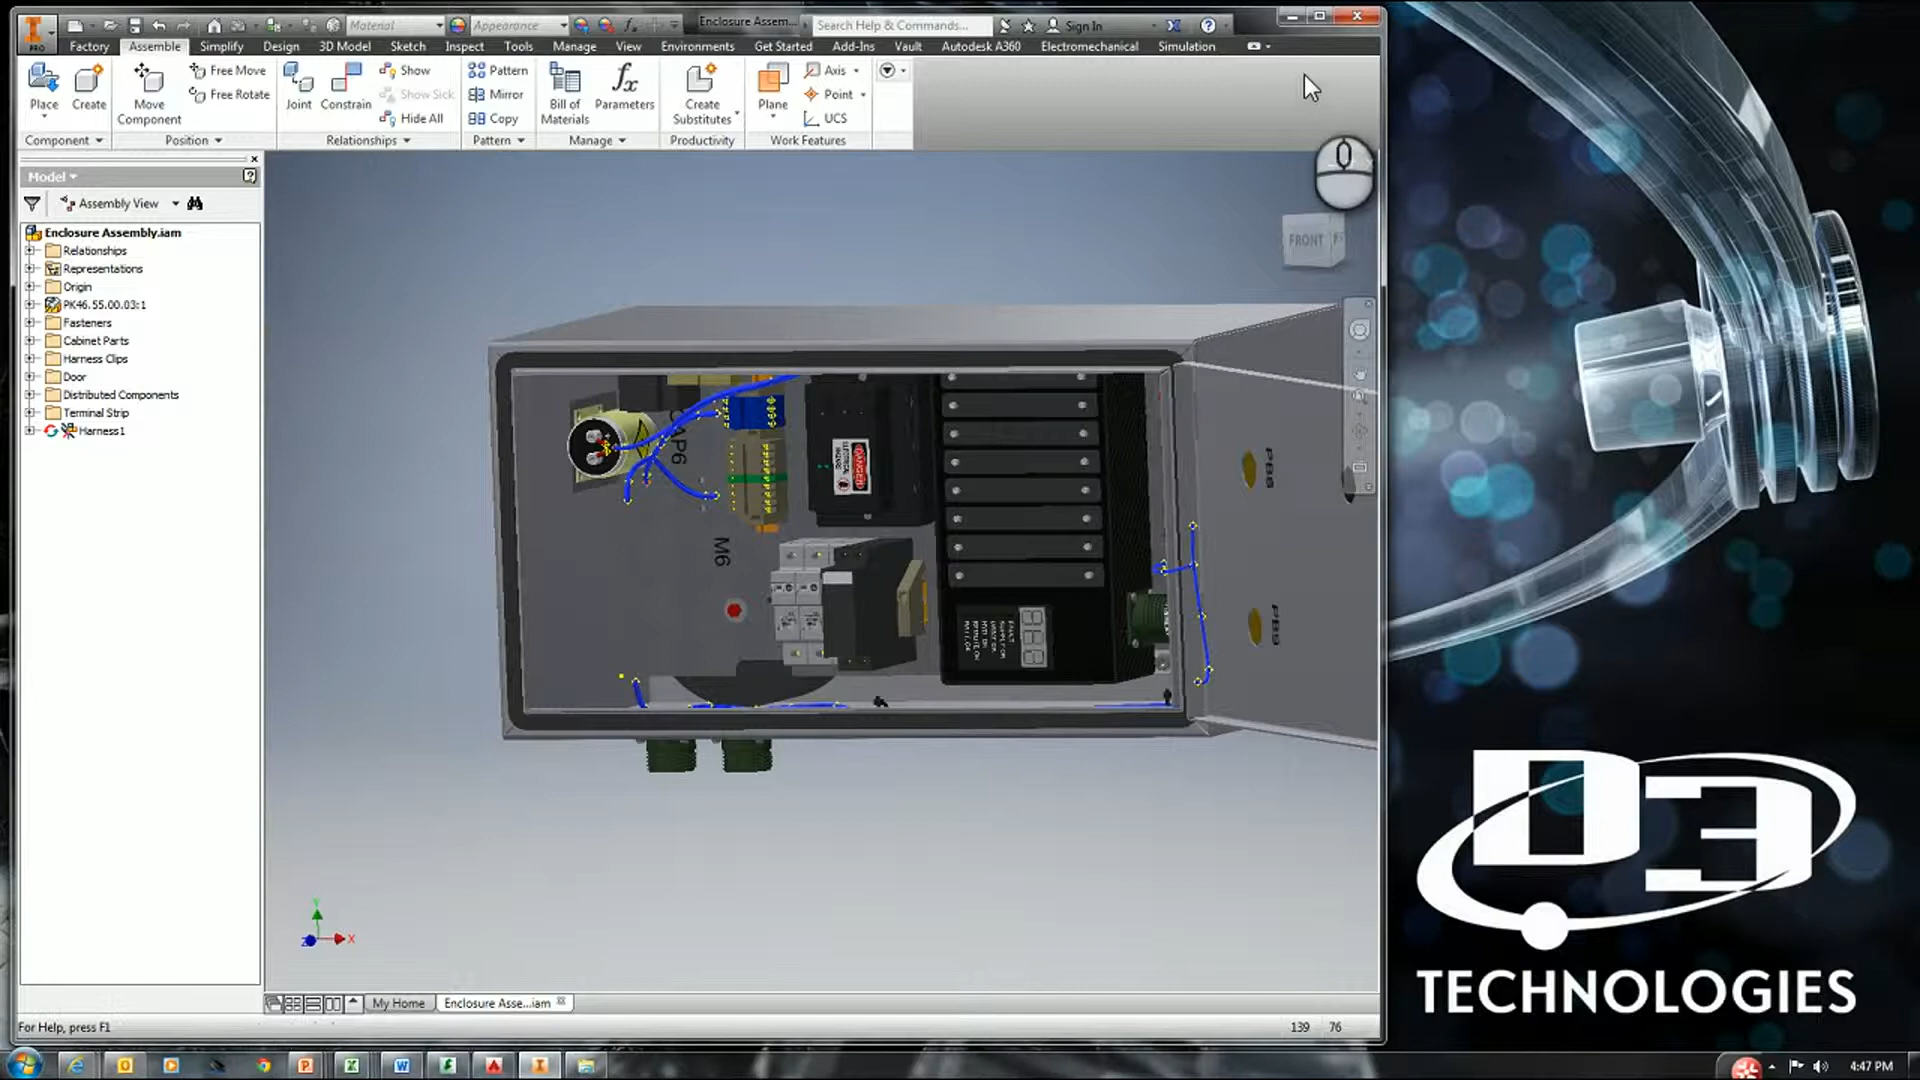 PRO
Material
Appearance
Enclosure Assem...
Search Help & Commands...
Sign In
Factory Assemble Simplify Design 3D Model Sketch Inspect Tools Manage View Environments Get Started Add-Ins Vault Autodesk A360 Electromechanical Simulation
Place
Create
Move
Component
Free Move
Free Rotate
Joint
Constrain
Show
Show Sick
Hide All
Pattern
Mirror
Copy
Bill of
Materials
Parameters
Create
Substitutes
Plane
Axis
Point
UCS
Component Position Relationships Pattern Manage Productivity Work Features
Model
Assembly View
Enclosure Assembly.iam
Relationships
Representations
Origin
PK46.55.00.03:1
Fasteners
Cabinet Parts
Harness Clips
Door
Distributed Components
Terminal Strip
Harness1
FRONT
M6
DANGER
PB6
PB9
Y
Z
X
My Home
Enclosure Asse...iam
For Help, press F1
139 76
D3
TECHNOLOGIES
4:47 PM